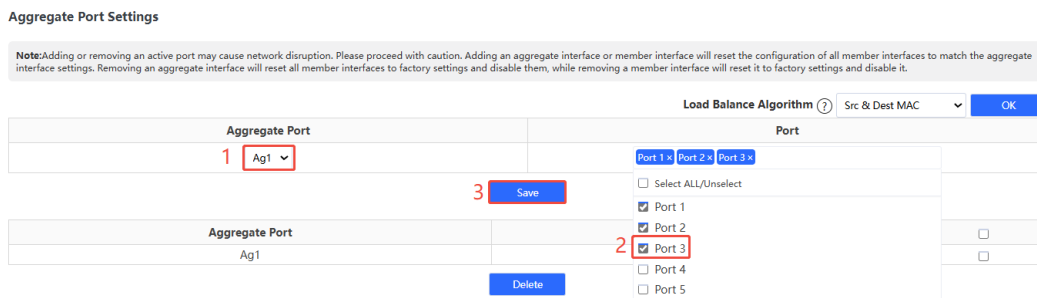 Aggregate Port Settings
Note:Adding or removing an active port may cause network disruption. Please proceed with caution. Adding an aggregate interface or member interface will reset the configuration of all member interfaces to match the aggregate
interface settings. Removing an aggregate interface will reset all member interfaces to factory settings and disable them, while removing a member interface will reset it to factory settings and disable it.
Load Balance Algorithm ? Src & Dest MAC OK
Aggregate Port Port
1 Ag1 Port 1 × Port 2 × Port 3 ×
Select ALL/Unselect
3 Save
Port 1
Port 2
Aggregate Port
2 Port 3
Ag1
Port 4
Delete Port 5